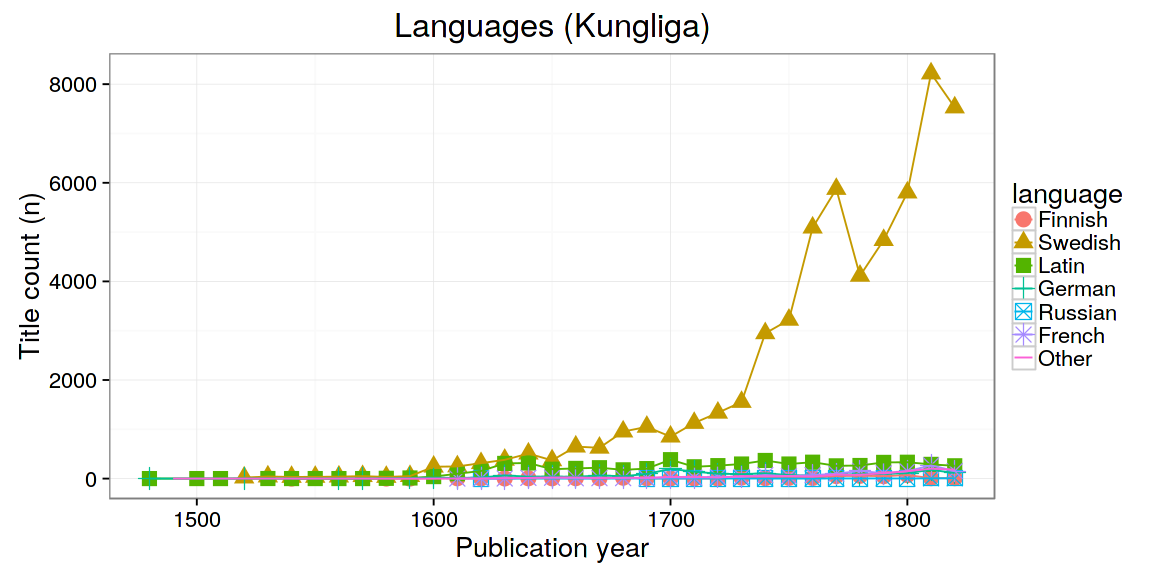 Languages (Kungliga)
Title count (n)
8000
6000
4000
2000
0
1500 1600 1700 1800
Publication year
language
Finnish
Swedish
Latin
German
Russian
French
Other